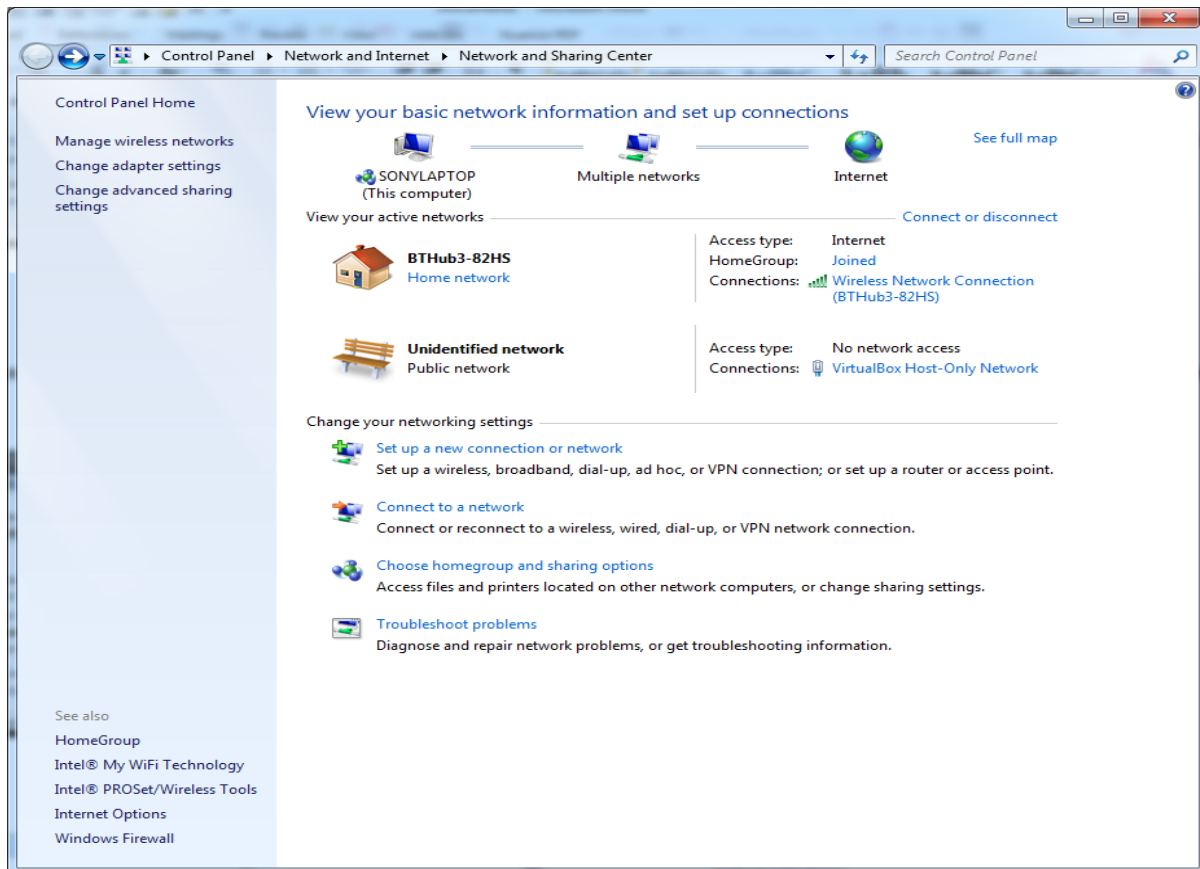 Control Panel ▸ Network and Internet ▸ Network and Sharing Center
Search Control Panel
Control Panel Home
Manage wireless networks
Change adapter settings
Change advanced sharing
settings
See also
HomeGroup
Intel® My WiFi Technology
Intel® PROSet/Wireless Tools
Internet Options
Windows Firewall
View your basic network information and set up connections
See full map
SONYLAPTOP
(This computer)
Multiple networks
Internet
View your active networks
Connect or disconnect
BTHub3-82HS
Home network
Access type: Internet
HomeGroup: Joined
Connections: Wireless Network Connection
(BTHub3-82HS)
Unidentified network
Public network
Access type: No network access
Connections: VirtualBox Host-Only Network
Change your networking settings
Set up a new connection or network
Set up a wireless, broadband, dial-up, ad hoc, or VPN connection; or set up a router or access point.
Connect to a network
Connect or reconnect to a wireless, wired, dial-up, or VPN network connection.
Choose homegroup and sharing options
Access files and printers located on other network computers, or change sharing settings.
Troubleshoot problems
Diagnose and repair network problems, or get troubleshooting information.